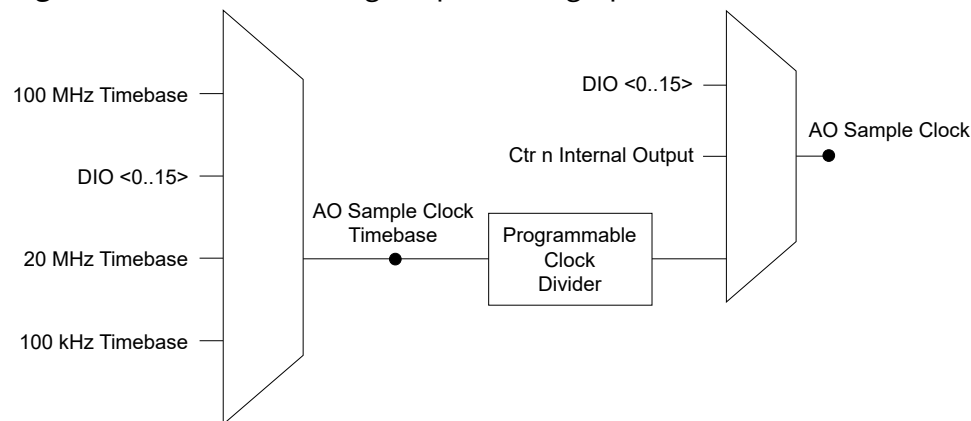 100 MHz Timebase
DIO <0..15>
20 MHz Timebase
100 kHz Timebase
AO Sample Clock
Timebase
Programmable
Clock
Divider
DIO <0..15>
Ctr n Internal Output
AO Sample Clock